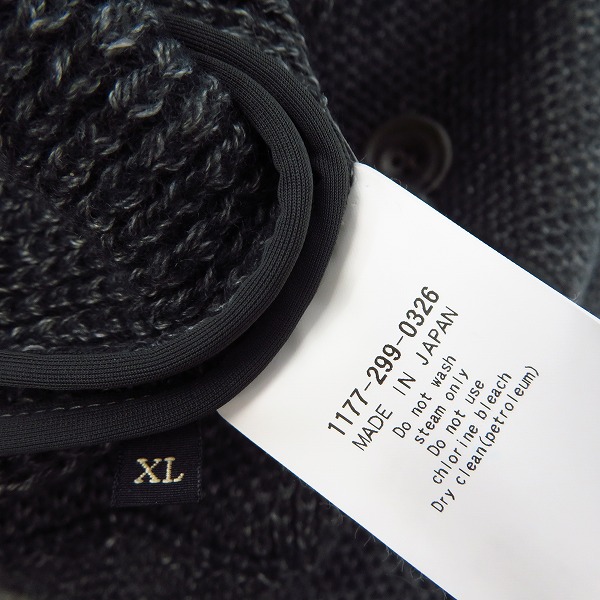 1177-299-0326
MADE IN JAPAN
Do not wash
steam only
Do not use
chlorine bleach
Dry clean(petroleum)
XL